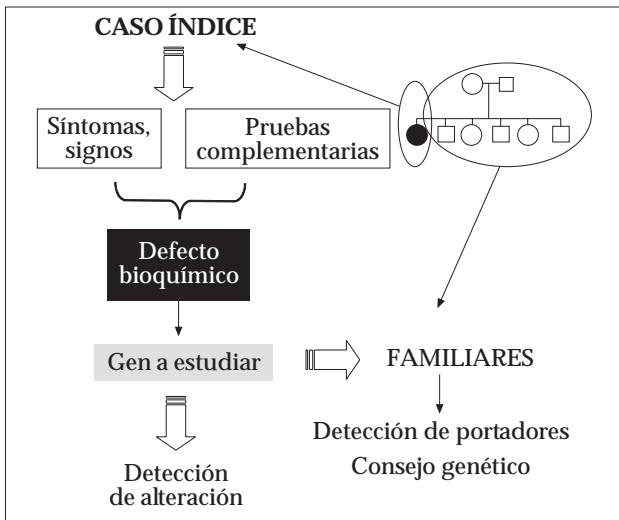 CASO ÍNDICE
Síntomas,
signos
Pruebas
complementarias
Defecto
bioquímico
Gen a estudiar
FAMILIARES
Detección
de alteración
Detección de portadores
Consejo genético